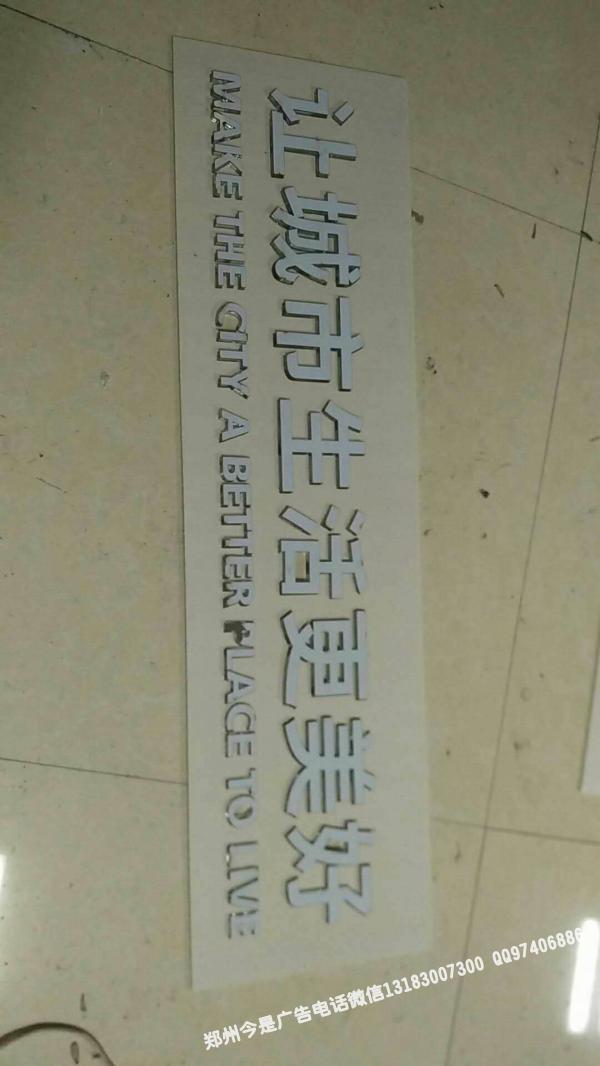 让城市生活更美好
MAKE THE CITY A BETTER PLACE TO LIVE
郑州今是广告电话微信13183007300 QQ97406886